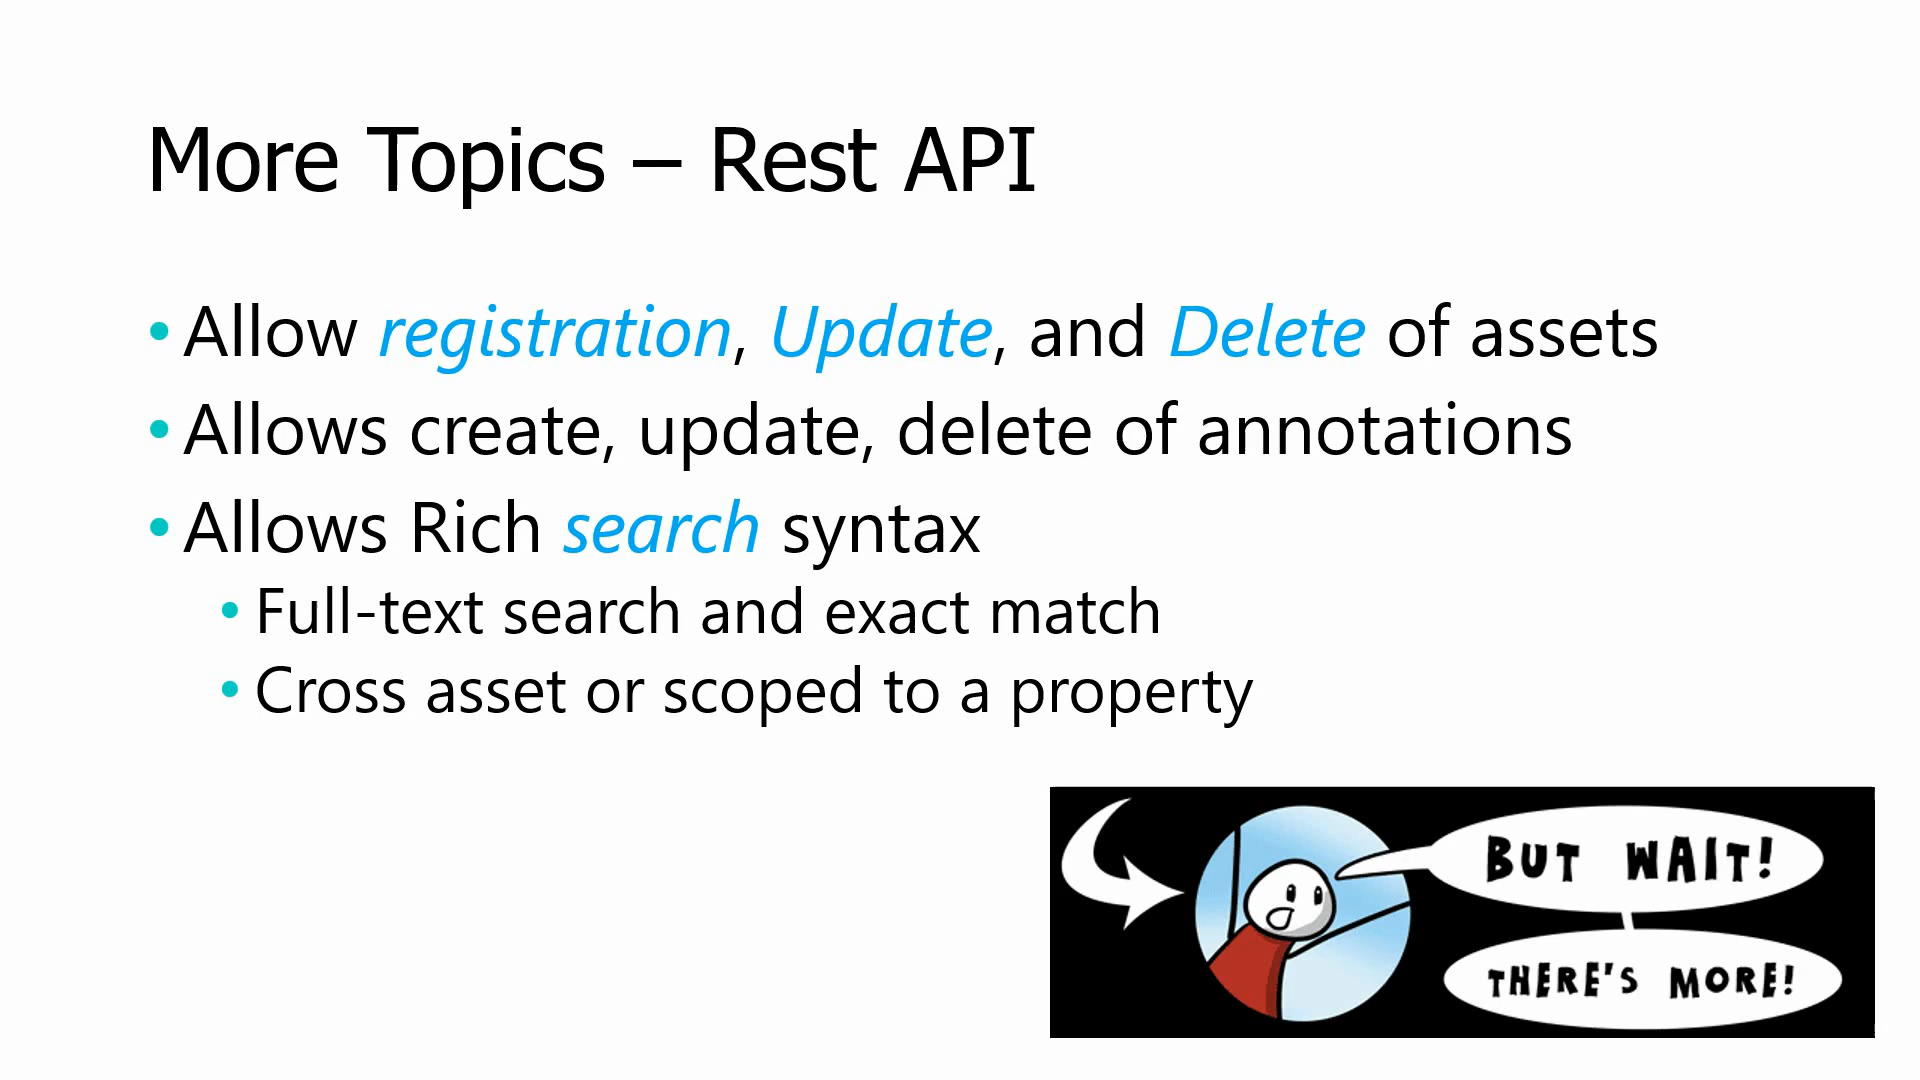 More Topics – Rest API
• Allow registration, Update, and Delete of assets
• Allows create, update, delete of annotations
• Allows Rich search syntax
• Full-text search and exact match
• Cross asset or scoped to a property
BUT WAIT!
THERE'S MORE!